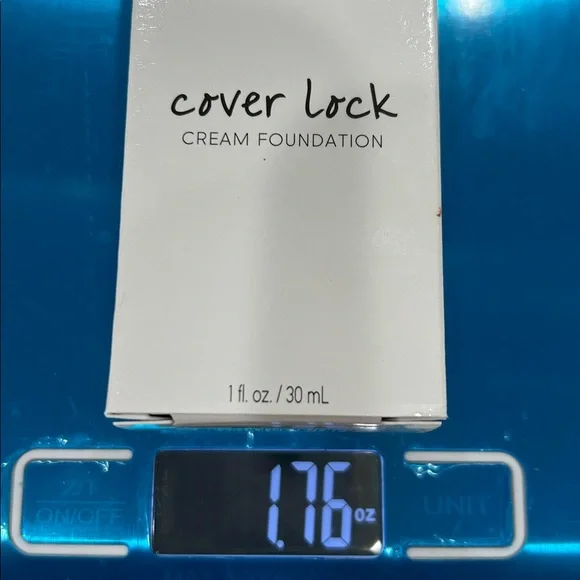 cover lock
CREAM FOUNDATION
1 fl. oz. / 30 mL
ON/OFF
1.76 oz
UNIT